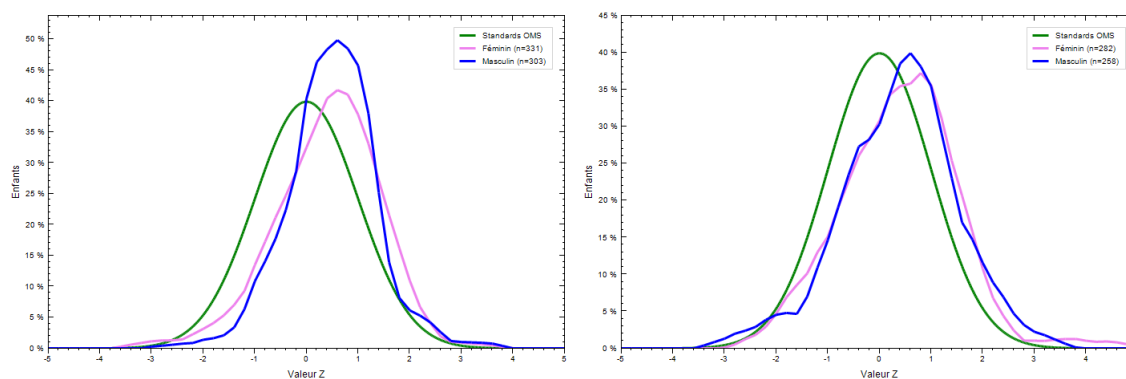 50 %
45 %
40 %
35 %
30 %
25 %
20 %
15 %
10 %
5 %
0 %
Enfants
-5 -4 -3 -2 -1 0 1 2 3 4 5
Valeur Z
Standards OMS
Féminin (n=331)
Masculin (n=303)
45 %
40 %
35 %
30 %
25 %
20 %
15 %
10 %
5 %
0 %
Enfants
-5 -4 -3 -2 -1 0 1 2 3 4
Valeur Z
Standards OMS
Féminin (n=282)
Masculin (n=258)